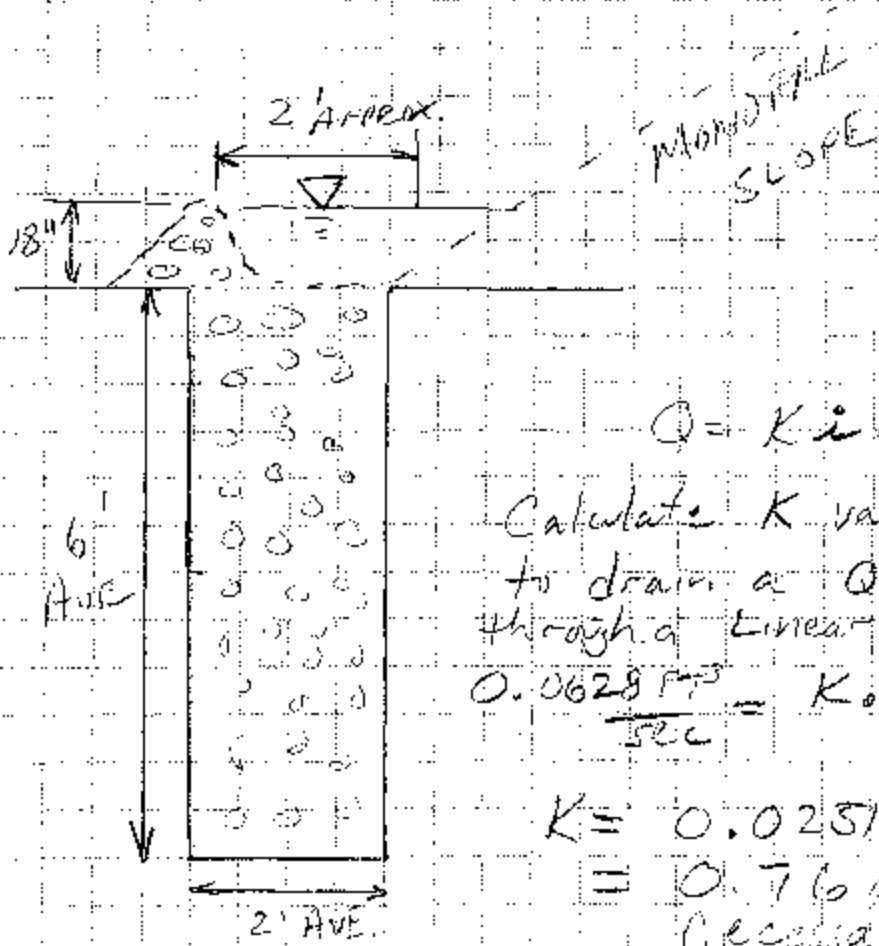 2' Approx.
MONOFILL
SLOPE
18"
6'
AVE
2' AVE.
Q = K i
Calculate K va
to drain a Q
through a Linear
0.0628 FT³/sec = K.
K = 0.025
= 0.76